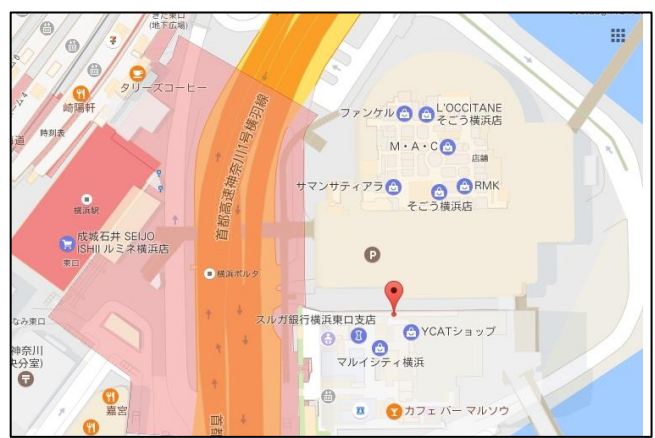 きた東口
(地下広場)
タリーズコーヒー
崎陽軒
時刻表
首都高速神奈川1号横羽線
ファンケル
L'OCCITANE
そごう横浜店
M・A・C
店舗
サマンサティアラ
RMK
そごう横浜店
横浜駅
成城石井 SEIJO
ISHII ルミネ横浜店
東口
P
横浜ポルタ
スルガ銀行横浜東口支店
YCATショップ
マルイシティ横浜
なみ東口
神奈川
央分室)
嘉宮
カフェ バー マルソウ